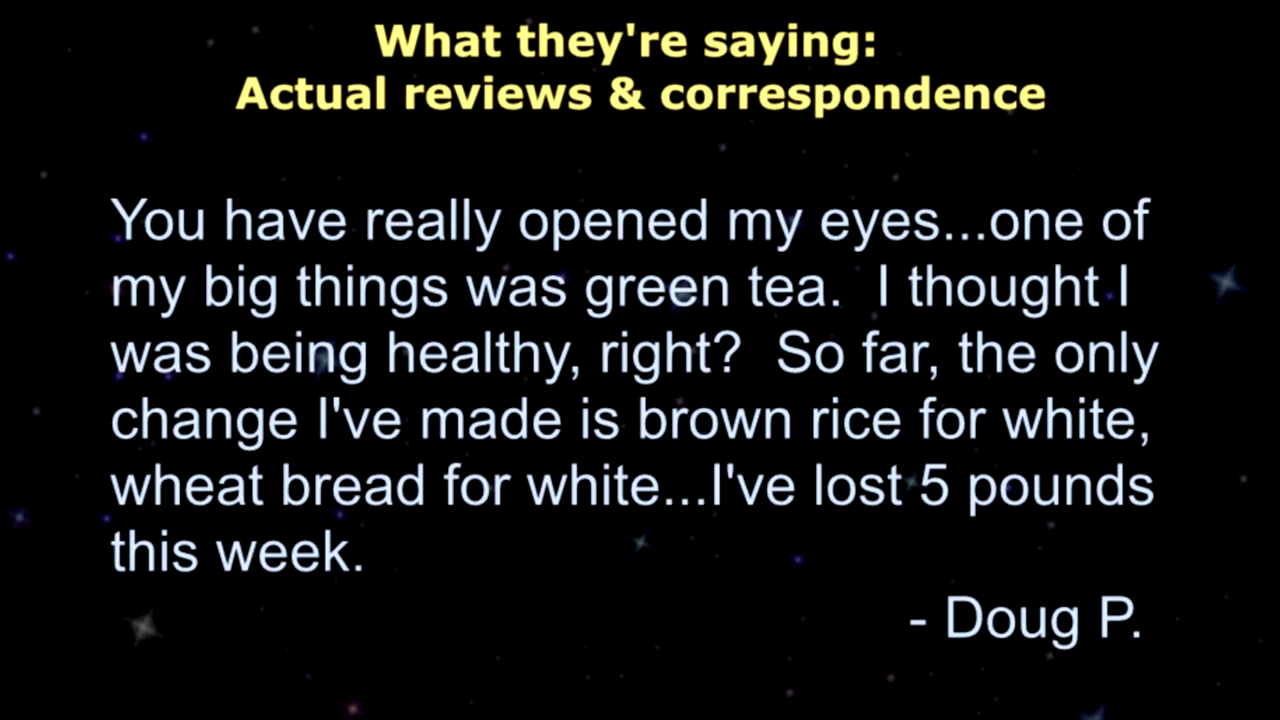 What they're saying:
Actual reviews & correspondence
You have really opened my eyes...one of
my big things was green tea.  I thought I
was being healthy, right?  So far, the only
change I've made is brown rice for white,
wheat bread for white...I've lost 5 pounds
this week.
- Doug P.